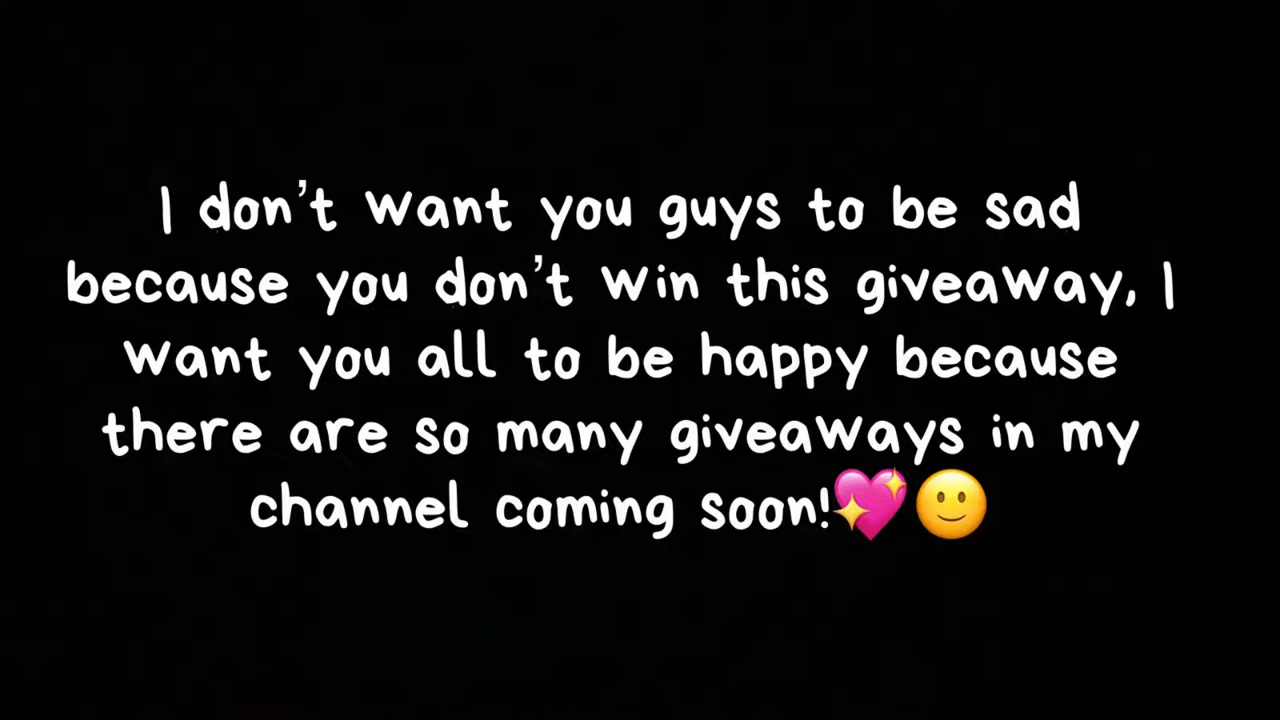 I don't want you guys to be sad
because you don't win this giveaway, I
want you all to be happy because
there are so many giveaways in my
channel coming soon!💖🙂